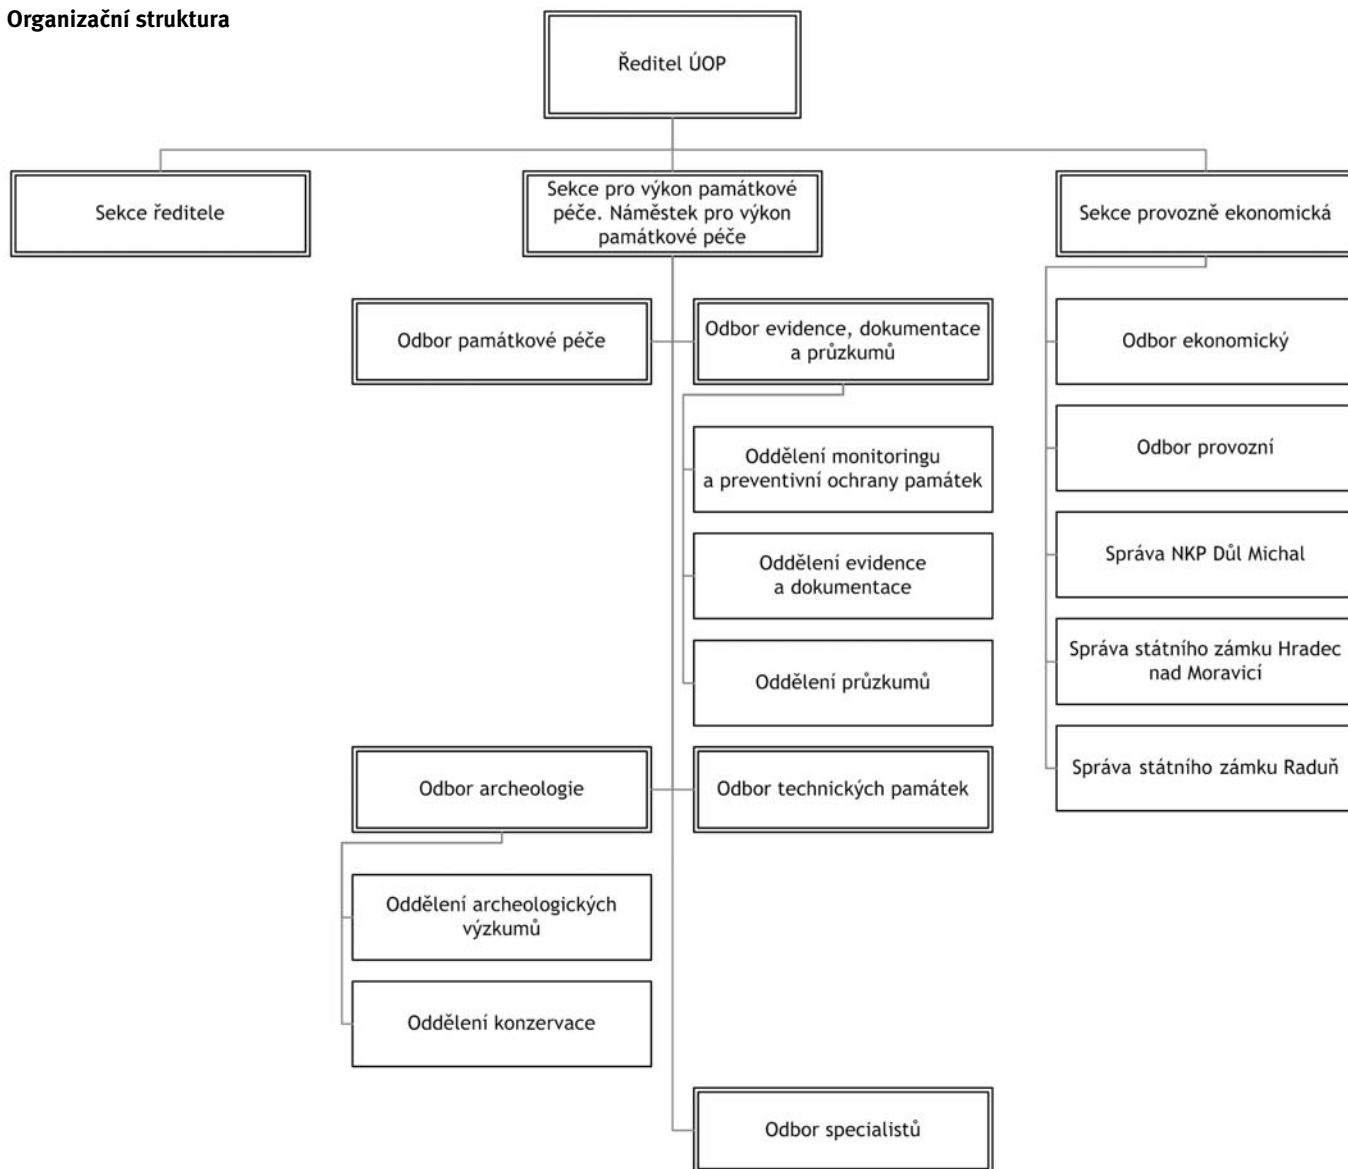 Organizační struktura
Ředitel ÚOP
Sekce ředitele
Sekce pro výkon památkové
péče. Náměstek pro výkon
památkové péče
Sekce provozně ekonomická
Odbor památkové péče
Odbor evidence, dokumentace
a průzkumů
Oddělení monitoringu
a preventivní ochrany památek
Oddělení evidence
a dokumentace
Oddělení průzkumů
Odbor archeologie
Odbor technických památek
Oddělení archeologických
výzkumů
Oddělení konzervace
Odbor specialistů
Odbor ekonomický
Odbor provozní
Správa NKP Důl Michal
Správa státního zámku Hradec
nad Moravicí
Správa státního zámku Raduň